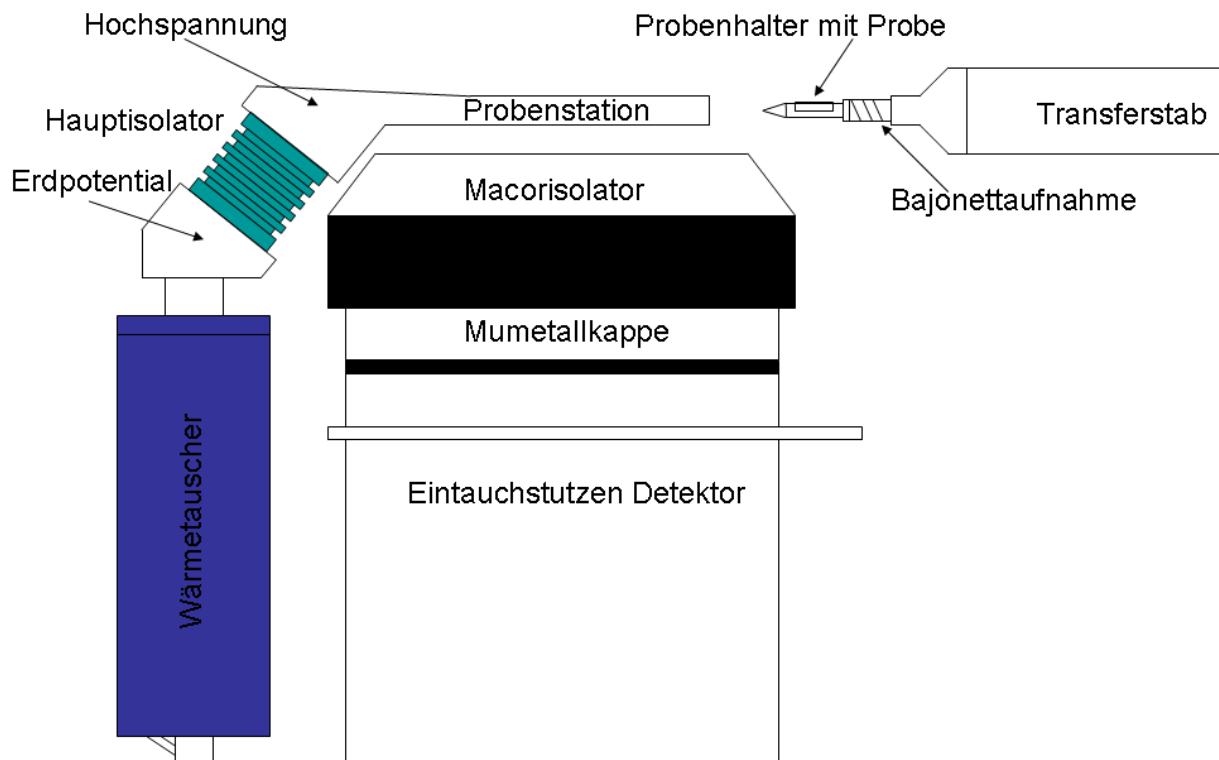 Hochspannung
Probenhalter mit Probe
Hauptisolator
Probenstation
Transferstab
Erdpotential
Macorisolator
Bajonettaufnahme
Mumetallkappe
Wärmetauscher
Eintauchstutzen Detektor